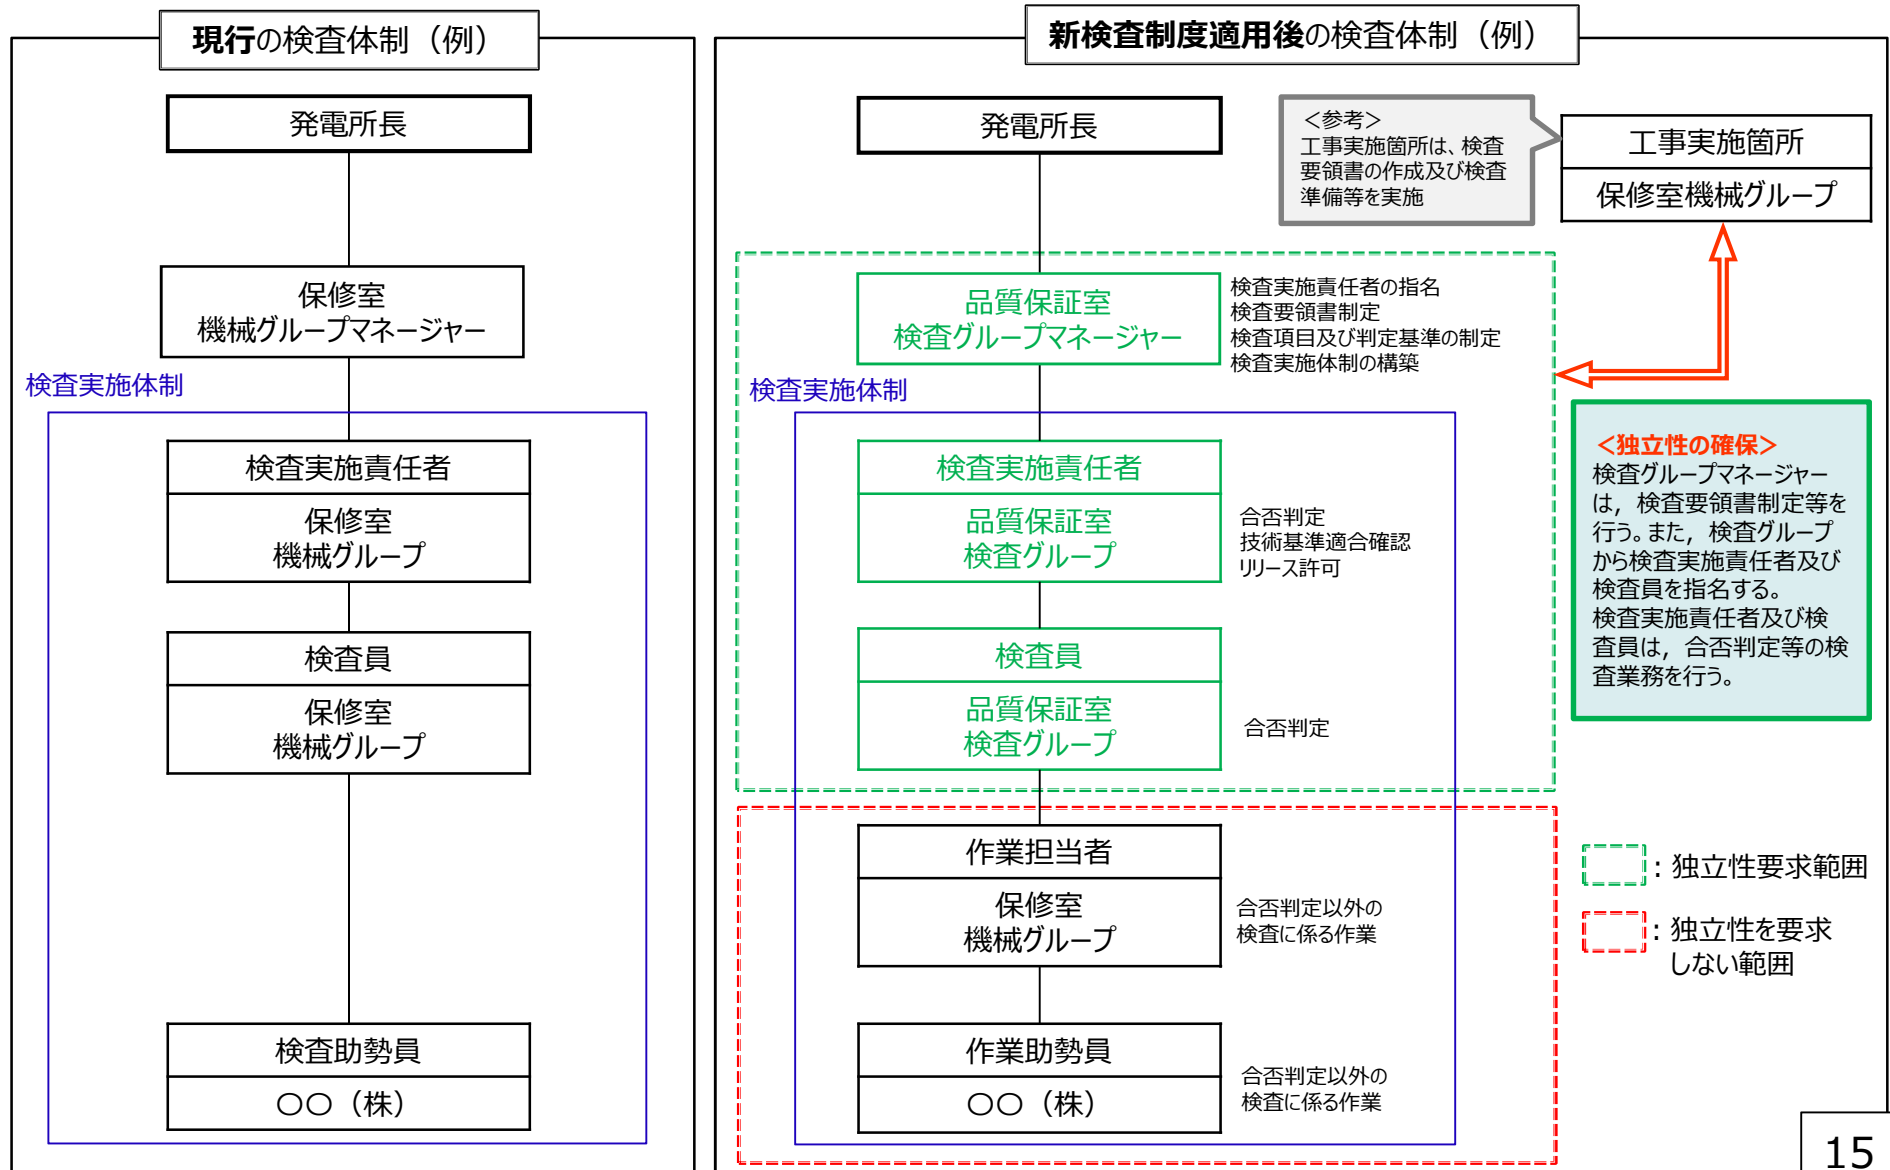 現行の検査体制（例）
発電所長
保修室
機械グループマネージャー
検査実施体制
検査実施責任者
保修室
機械グループ
検査員
保修室
機械グループ
検査助勢員
〇〇（株）
新検査制度適用後の検査体制（例）
発電所長
＜参考＞
工事実施箇所は、検査
要領書の作成及び検査
準備等を実施
工事実施箇所
保修室機械グループ
品質保証室
検査グループマネージャー
検査実施責任者の指名
検査要領書制定
検査項目及び判定基準の制定
検査実施体制の構築
検査実施体制
検査実施責任者
品質保証室
検査グループ
合否判定
技術基準適合確認
リリース許可
検査員
品質保証室
検査グループ
合否判定
＜独立性の確保＞
検査グループマネージャー
は，検査要領書制定等を
行う。また，検査グループ
から検査実施責任者及び
検査員を指名する。
検査実施責任者及び検
査員は，合否判定等の検
査業務を行う。
作業担当者
保修室
機械グループ
合否判定以外の
検査に係る作業
作業助勢員
〇〇（株）
合否判定以外の
検査に係る作業
：独立性要求範囲
：独立性を要求
しない範囲
15